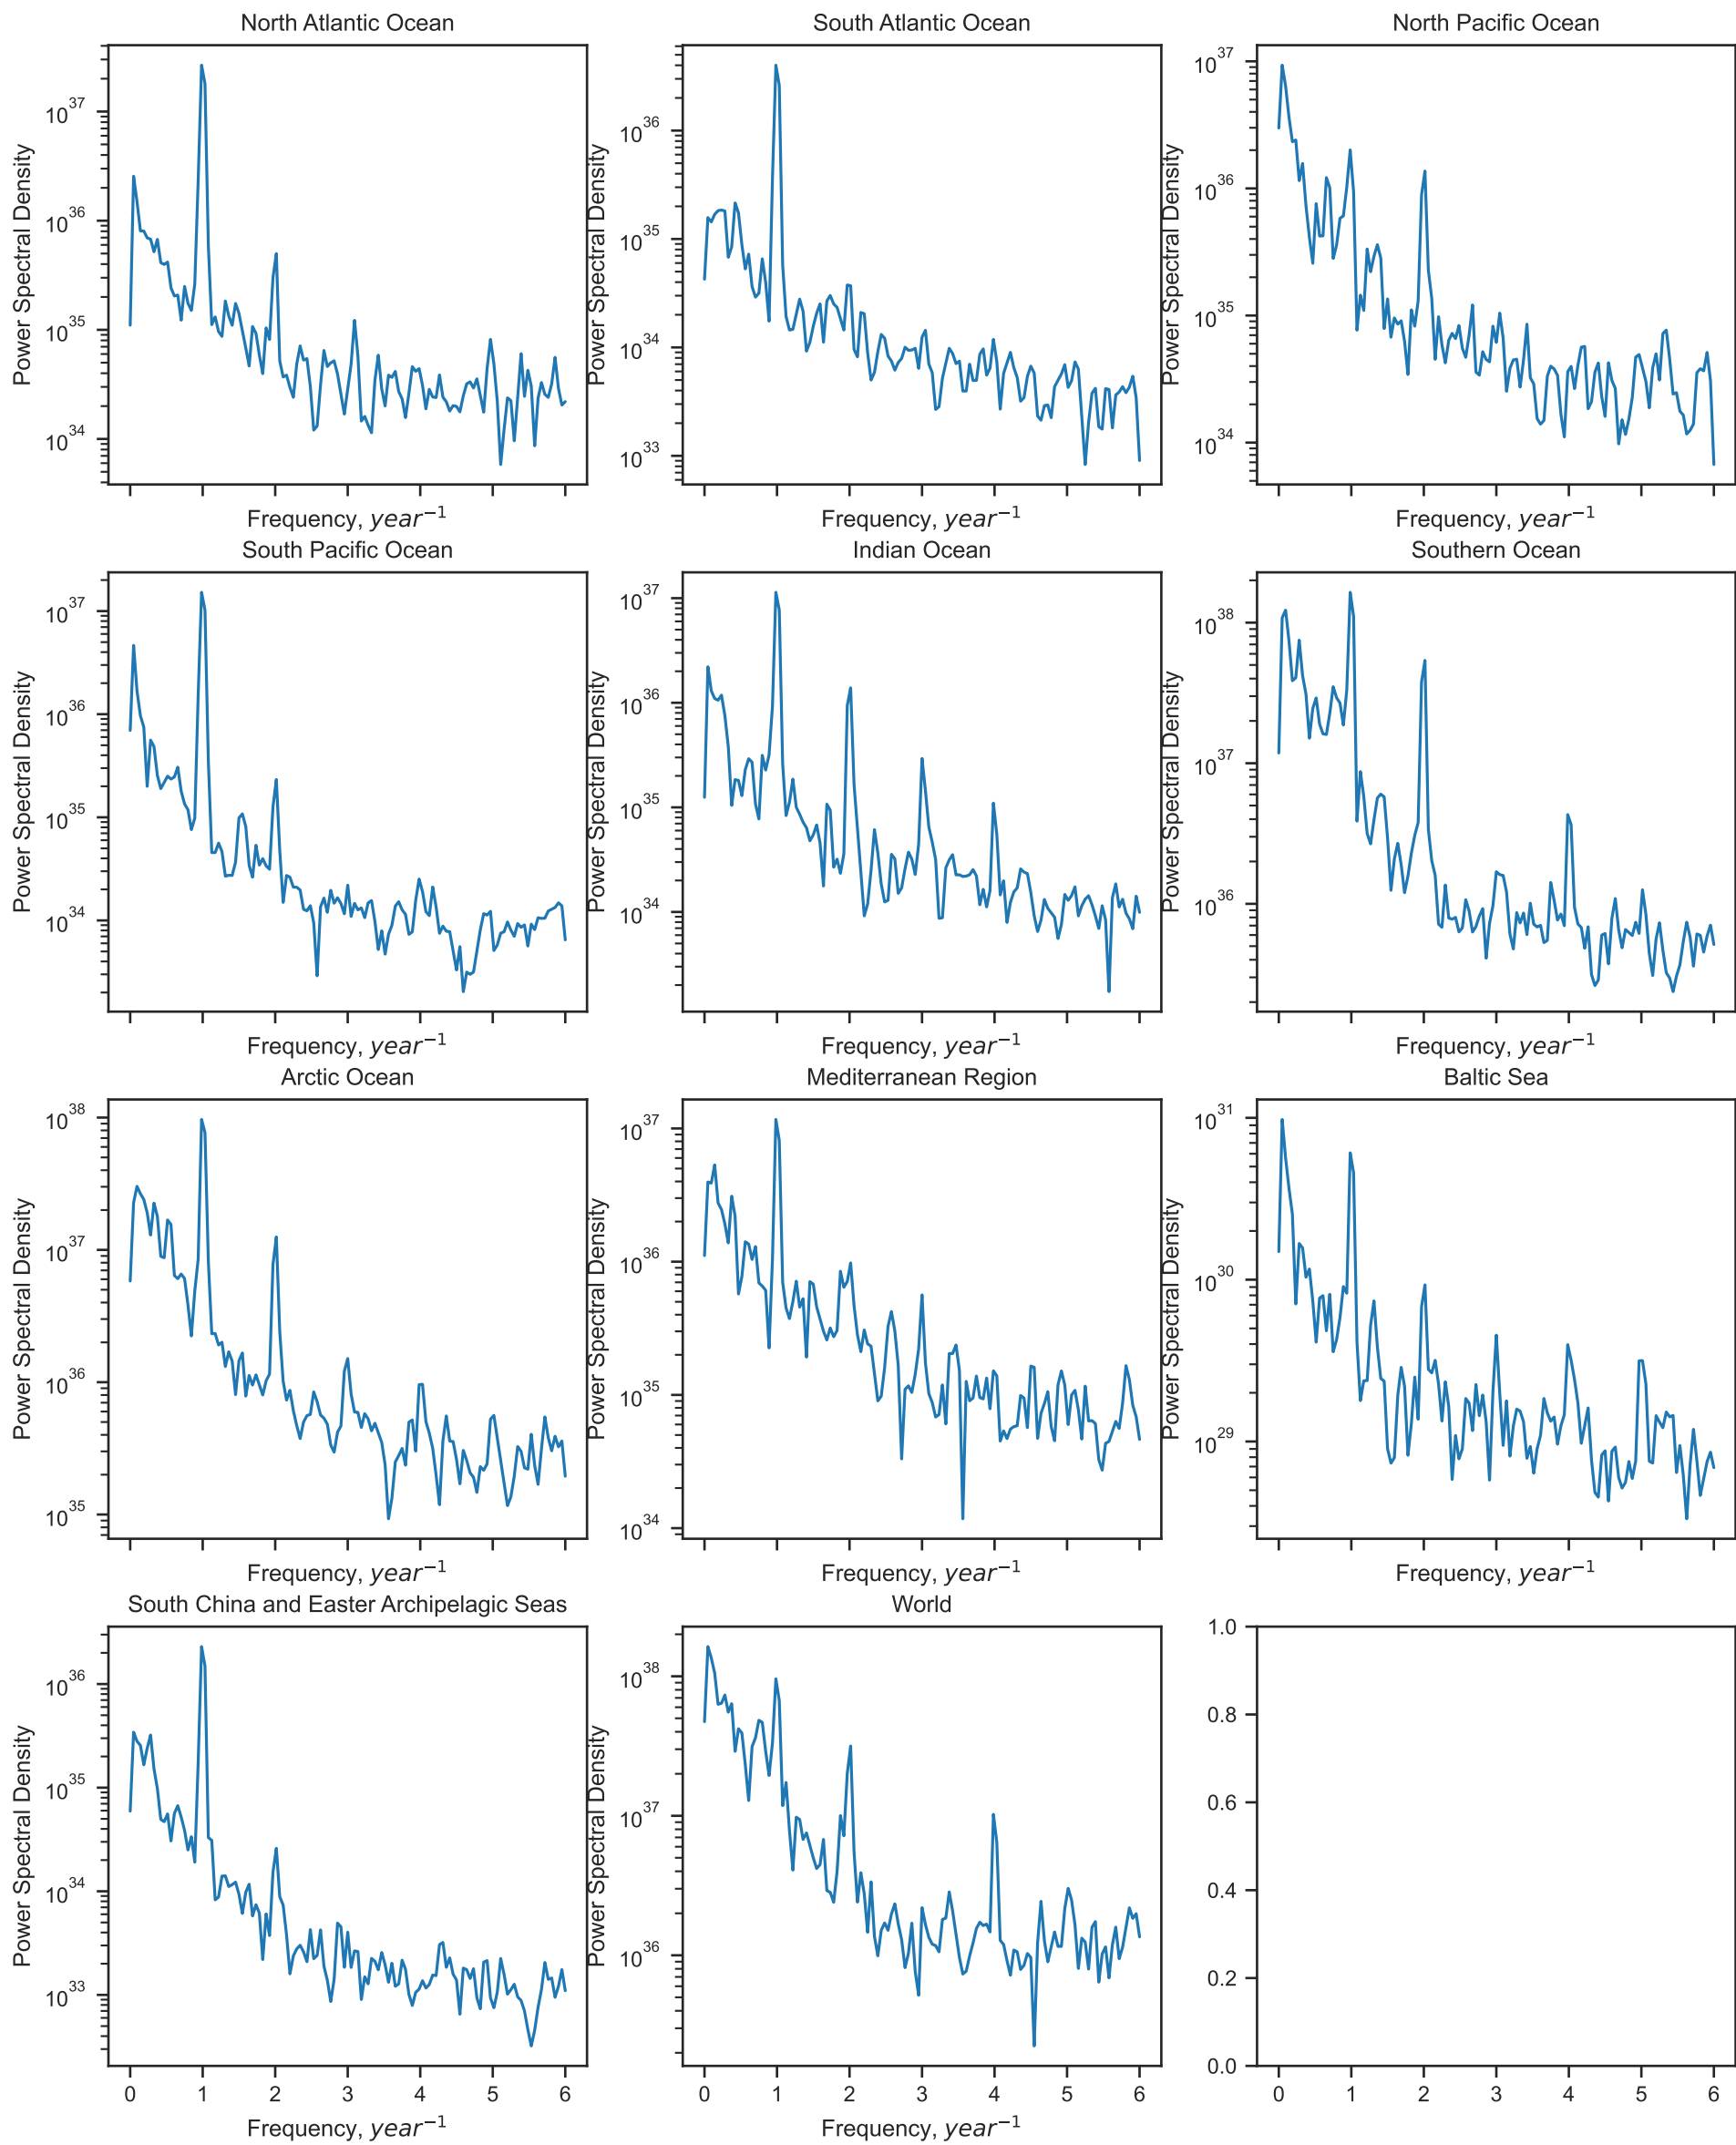 North Atlantic Ocean
South Atlantic Ocean
North Pacific Ocean
Power Spectral Density
10^37
10^36
10^35
10^34
Frequency, year^−1
Power Spectral Density
10^36
10^35
10^34
10^33
Frequency, year^−1
Power Spectral Density
10^37
10^36
10^35
10^34
Frequency, year^−1
South Pacific Ocean
Indian Ocean
Southern Ocean
Power Spectral Density
10^37
10^36
10^35
10^34
Frequency, year^−1
Power Spectral Density
10^37
10^36
10^35
10^34
Frequency, year^−1
Power Spectral Density
10^38
10^37
10^36
Frequency, year^−1
Arctic Ocean
Mediterranean Region
Baltic Sea
Power Spectral Density
10^38
10^37
10^36
10^35
Frequency, year^−1
Power Spectral Density
10^37
10^36
10^35
10^34
Frequency, year^−1
Power Spectral Density
10^31
10^30
10^29
Frequency, year^−1
South China and Easter Archipelagic Seas
World
Power Spectral Density
10^36
10^35
10^34
10^33
0 1 2 3 4 5 6
Frequency, year^−1
Power Spectral Density
10^38
10^37
10^36
0 1 2 3 4 5 6
Frequency, year^−1
1.0
0.8
0.6
0.4
0.2
0.0
0 1 2 3 4 5 6